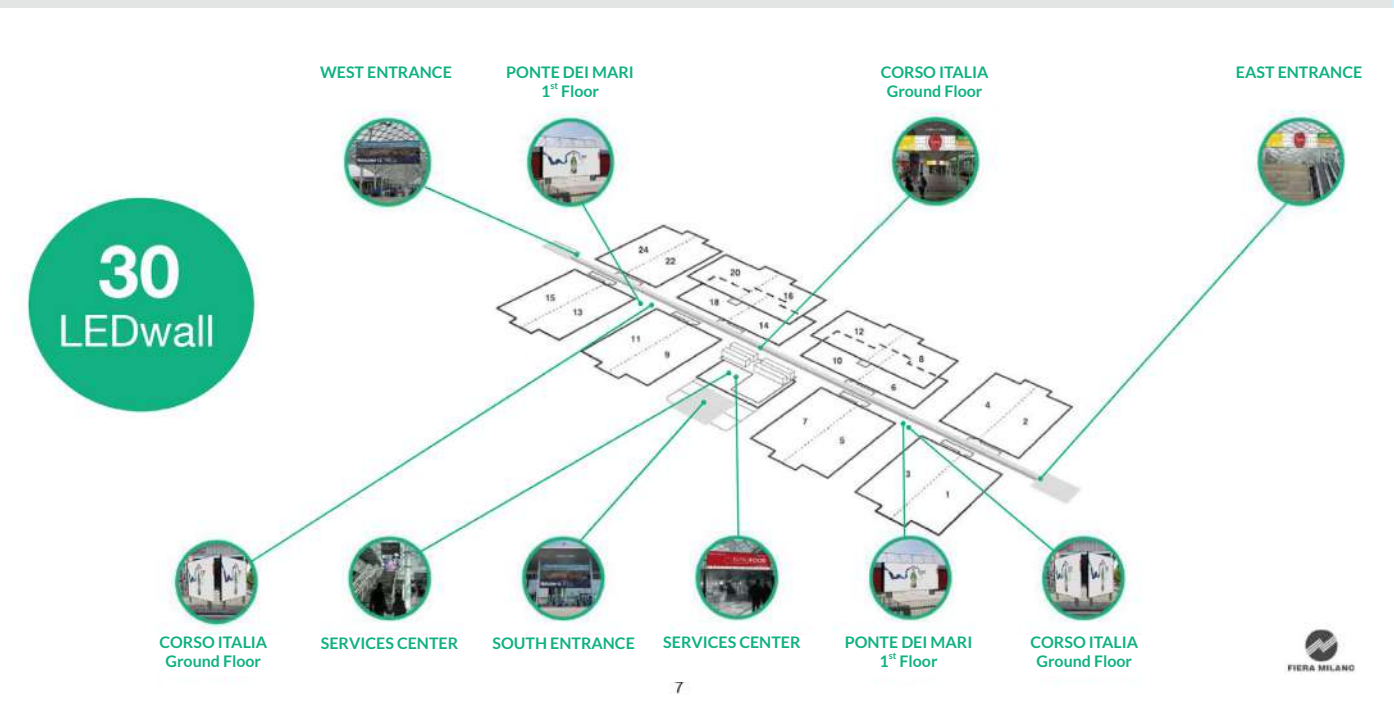 WEST ENTRANCE
PONTE DEI MARI
1st Floor
CORSO ITALIA
Ground Floor
EAST ENTRANCE
30
LEDwall
24
22
20
16
18
14
15
13
11
9
12
8
10
6
4
2
7
5
3
1
CORSO ITALIA
Ground Floor
SERVICES CENTER
SOUTH ENTRANCE
SERVICES CENTER
PONTE DEI MARI
1st Floor
CORSO ITALIA
Ground Floor
FIERA MILANO
7